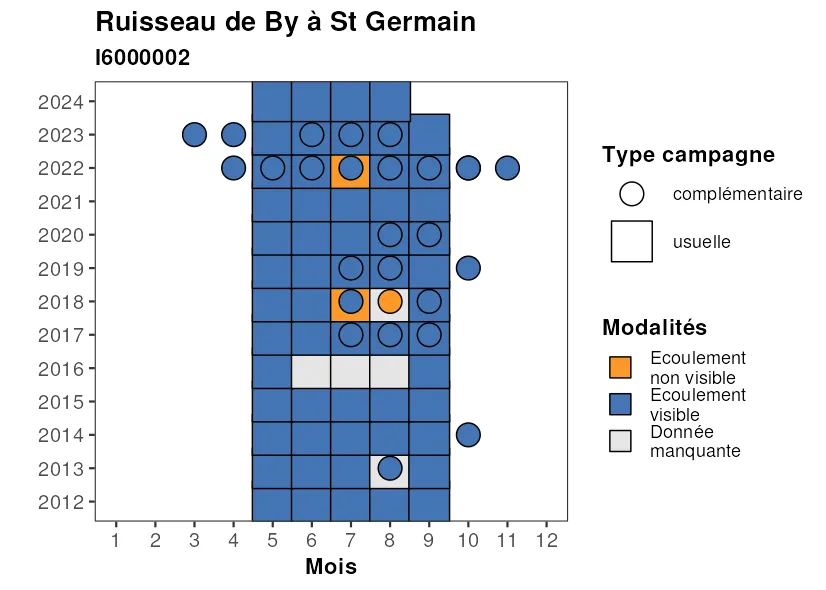 Ruisseau de By à St Germain
I6000002
2024
2023
2022
2021
2020
2019
2018
2017
2016
2015
2014
2013
2012
1 2 3 4 5 6 7 8 9 10 11 12
Mois
Type campagne
complémentaire
usuelle
Modalités
Ecoulement
non visible
Ecoulement
visible
Donnée
manquante